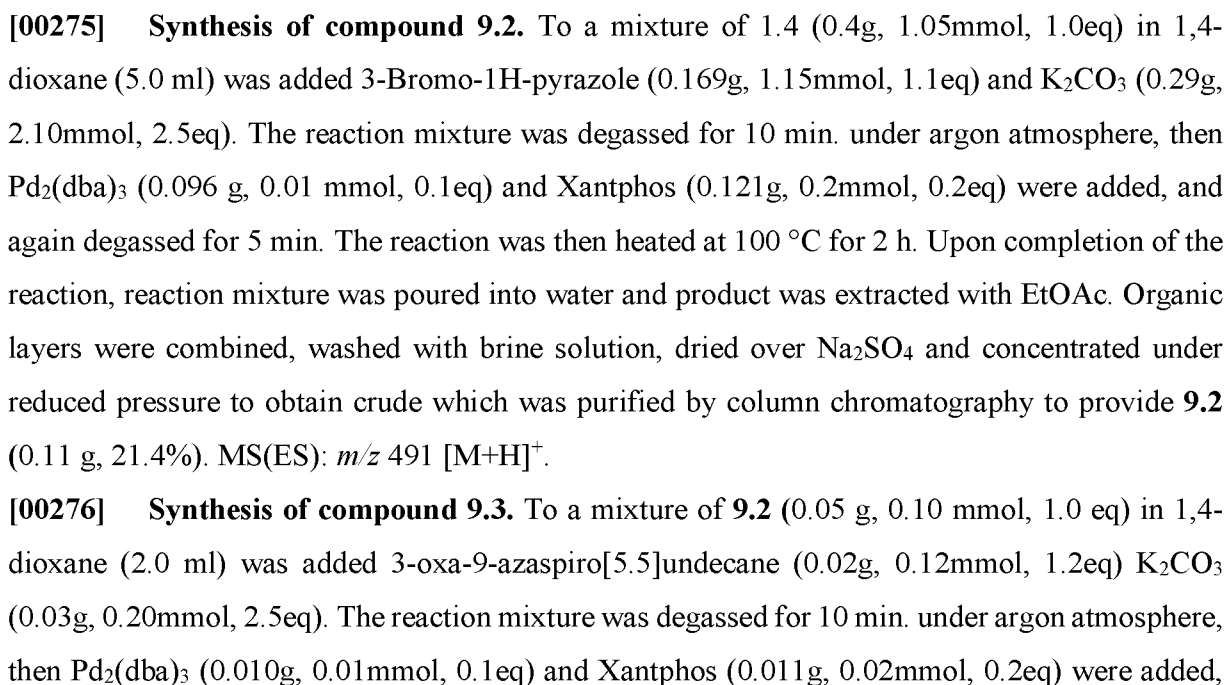 [00275] Synthesis of compound 9.2. To a mixture of 1.4 (0.4g, 1.05mmol, 1.0eq) in 1,4-
dioxane (5.0 ml) was added 3-Bromo-1H-pyrazole (0.169g, 1.15mmol, 1.1eq) and K₂CO₃ (0.29g,
2.10mmol, 2.5eq). The reaction mixture was degassed for 10 min. under argon atmosphere, then
Pd₂(dba)₃ (0.096 g, 0.01 mmol, 0.1eq) and Xantphos (0.121g, 0.2mmol, 0.2eq) were added, and
again degassed for 5 min. The reaction was then heated at 100 °C for 2 h. Upon completion of the
reaction, reaction mixture was poured into water and product was extracted with EtOAc. Organic
layers were combined, washed with brine solution, dried over Na₂SO₄ and concentrated under
reduced pressure to obtain crude which was purified by column chromatography to provide 9.2
(0.11 g, 21.4%). MS(ES): m/z 491 [M+H]⁺.
[00276] Synthesis of compound 9.3. To a mixture of 9.2 (0.05 g, 0.10 mmol, 1.0 eq) in 1,4-
dioxane (2.0 ml) was added 3-oxa-9-azaspiro[5.5]undecane (0.02g, 0.12mmol, 1.2eq) K₂CO₃
(0.03g, 0.20mmol, 2.5eq). The reaction mixture was degassed for 10 min. under argon atmosphere,
then Pd₂(dba)₃ (0.010g, 0.01mmol, 0.1eq) and Xantphos (0.011g, 0.02mmol, 0.2eq) were added,